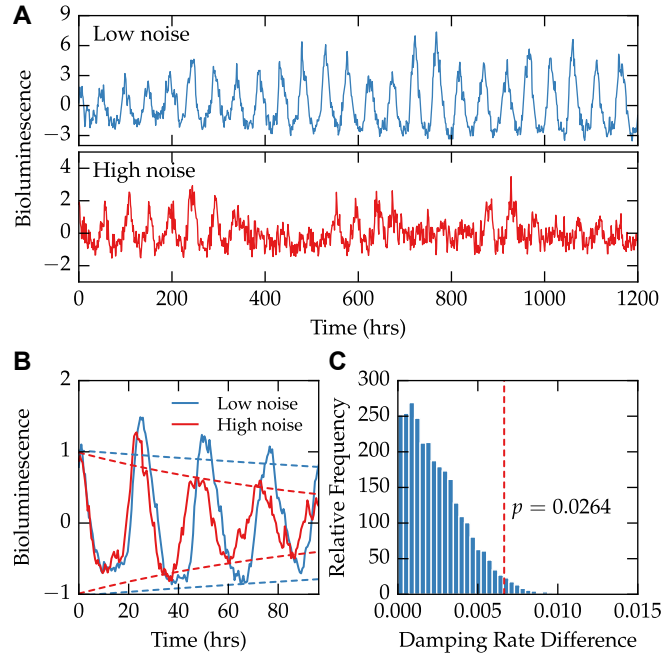 A
Low noise
9
6
3
0
−3
Bioluminescence
High noise
4
2
0
−2
0 200 400 600 800 1000 1200
Time (hrs)
B
2
1
0
−1
Bioluminescence
Low noise
High noise
0 20 40 60 80
Time (hrs)
C
300
250
200
150
100
50
0
Relative Frequency
p = 0.0264
0.000 0.005 0.010 0.015
Damping Rate Difference